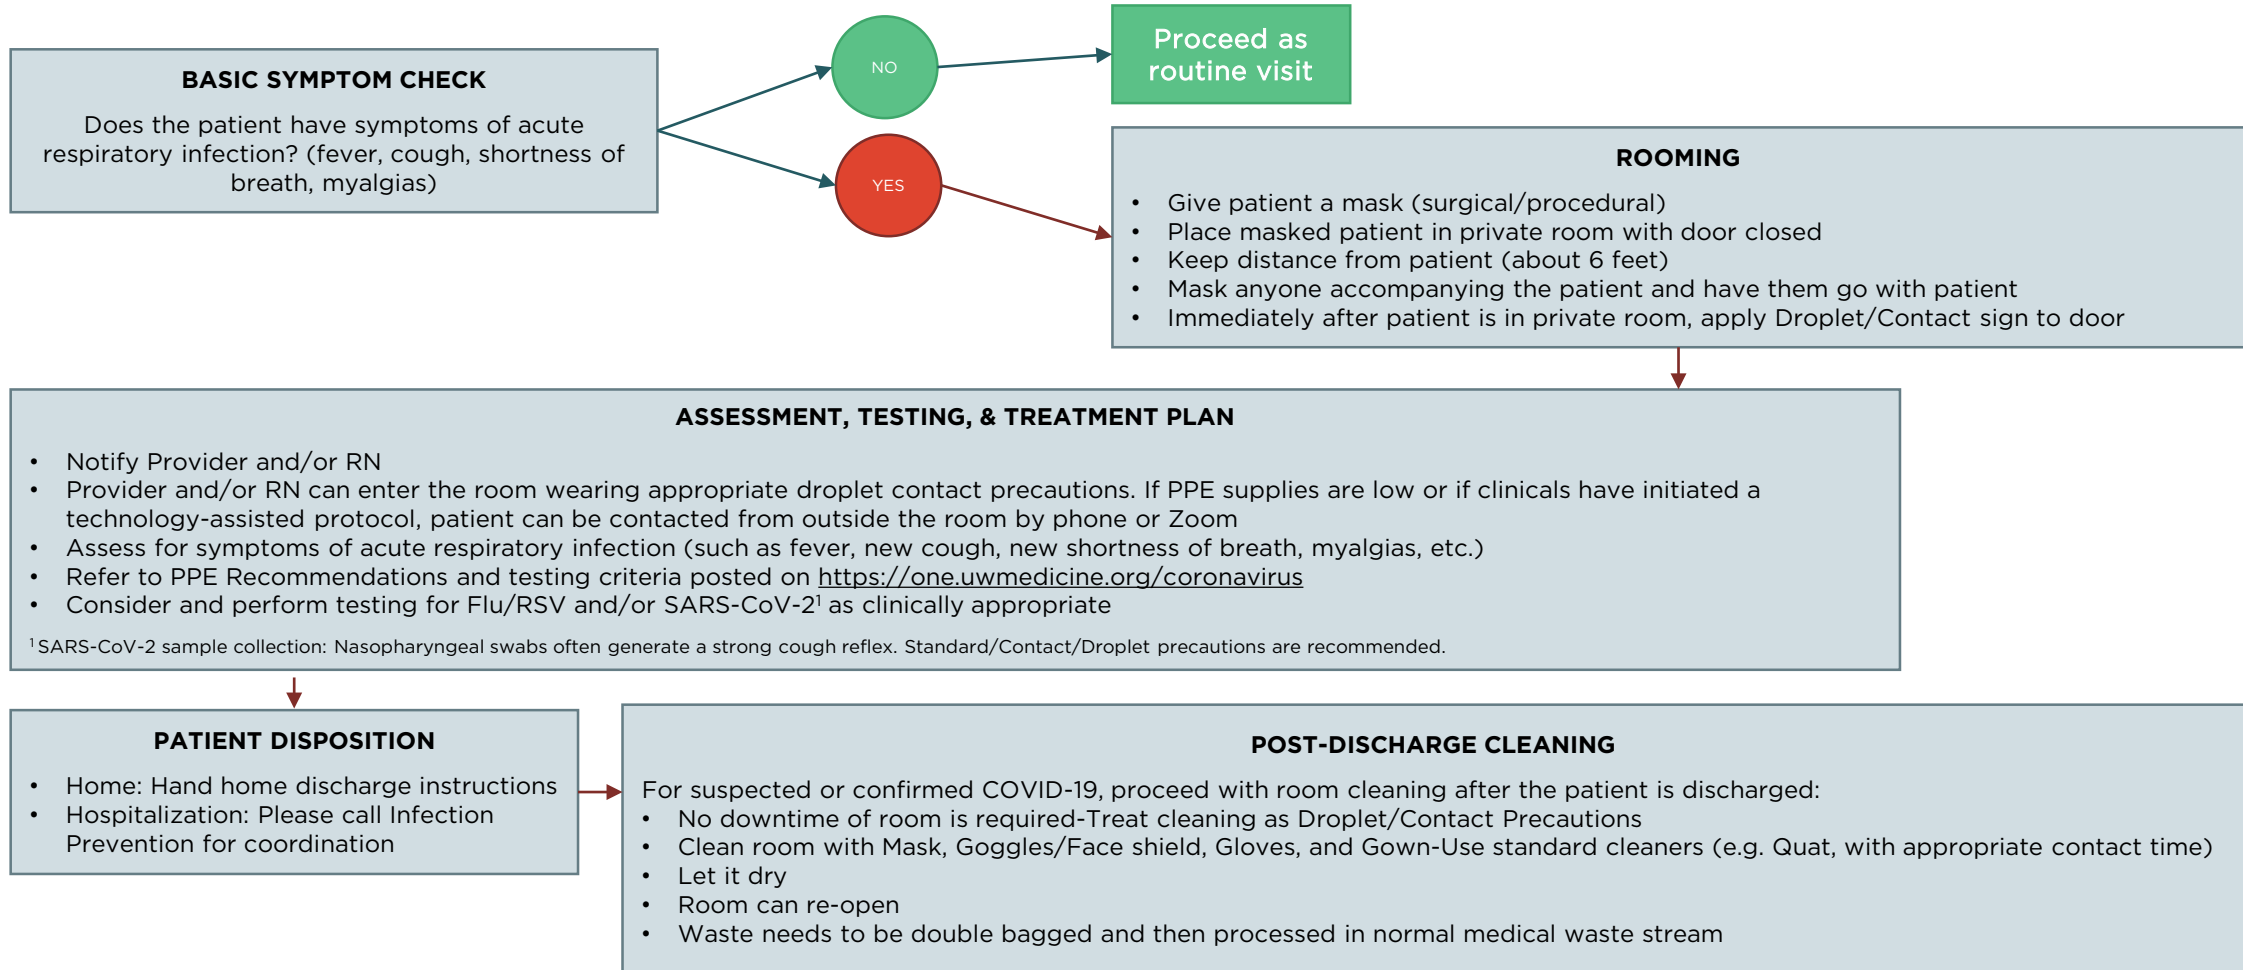 BASIC SYMPTOM CHECK
Does the patient have symptoms of acute
respiratory infection? (fever, cough, shortness of
breath, myalgias)
NO
Proceed as
routine visit
YES
ROOMING
• Give patient a mask (surgical/procedural)
• Place masked patient in private room with door closed
• Keep distance from patient (about 6 feet)
• Mask anyone accompanying the patient and have them go with patient
• Immediately after patient is in private room, apply Droplet/Contact sign to door
ASSESSMENT, TESTING, & TREATMENT PLAN
• Notify Provider and/or RN
• Provider and/or RN can enter the room wearing appropriate droplet contact precautions. If PPE supplies are low or if clinicals have initiated a
technology-assisted protocol, patient can be contacted from outside the room by phone or Zoom
• Assess for symptoms of acute respiratory infection (such as fever, new cough, new shortness of breath, myalgias, etc.)
• Refer to PPE Recommendations and testing criteria posted on https://one.uwmedicine.org/coronavirus
• Consider and perform testing for Flu/RSV and/or SARS-CoV-2¹ as clinically appropriate
¹ SARS-CoV-2 sample collection: Nasopharyngeal swabs often generate a strong cough reflex. Standard/Contact/Droplet precautions are recommended.
PATIENT DISPOSITION
• Home: Hand home discharge instructions
• Hospitalization: Please call Infection
Prevention for coordination
POST-DISCHARGE CLEANING
For suspected or confirmed COVID-19, proceed with room cleaning after the patient is discharged:
• No downtime of room is required-Treat cleaning as Droplet/Contact Precautions
• Clean room with Mask, Goggles/Face shield, Gloves, and Gown-Use standard cleaners (e.g. Quat, with appropriate contact time)
• Let it dry
• Room can re-open
• Waste needs to be double bagged and then processed in normal medical waste stream